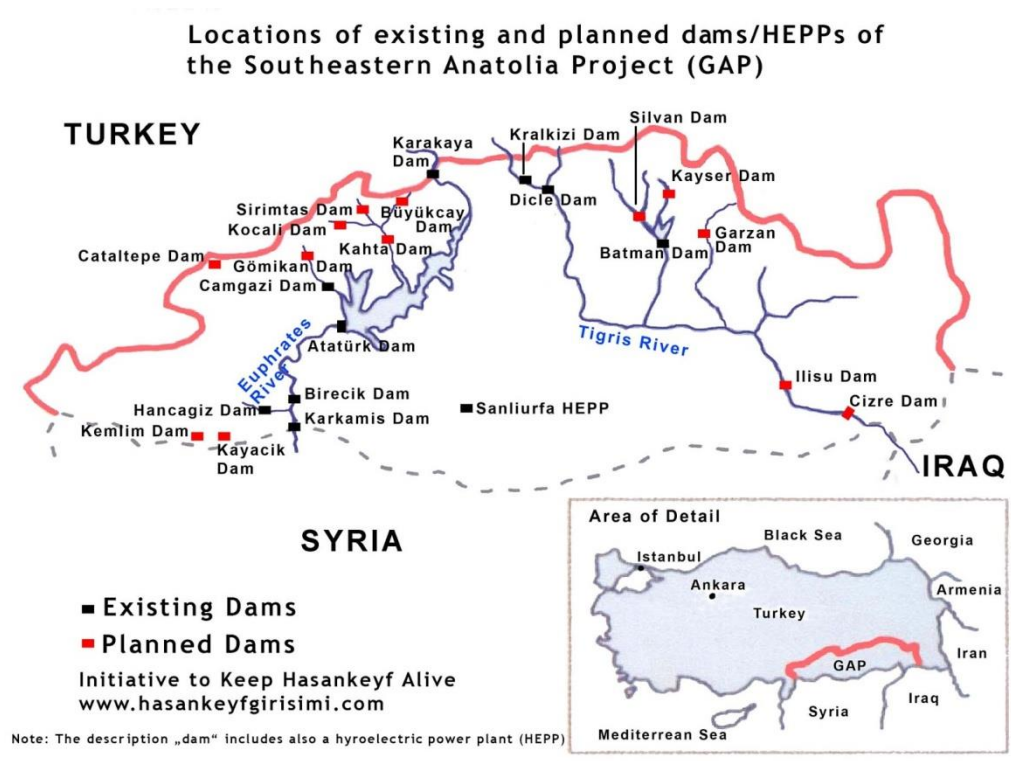 Locations of existing and planned dams/HEPPs of
the Southeastern Anatolia Project (GAP)
TURKEY
Silvan Dam
Karakaya
Dam
Kralkizi Dam
Kayser Dam
Dicle Dam
Sirimtas Dam
Büyükcay
Dam
Kocali Dam
Kahta Dam
Garzan
Dam
Batman Dam
Cataltepe Dam
Gömikan Dam
Camgazi Dam
Euphrates
River
Atatürk Dam
Tigris River
Ilisu Dam
Birecik Dam
Hancagiz Dam
Karkamis Dam
Sanliurfa HEPP
Cizre Dam
Kemlim Dam
Kayacik
Dam
IRAQ
SYRIA
Area of Detail
Black Sea
Georgia
Istanbul
Ankara
Armenia
Turkey
Iran
GAP
Iraq
Syria
Mediterrean Sea
Existing Dams
Planned Dams
Initiative to Keep Hasankeyf Alive
www.hasankeyfgirisimi.com
Note: The description „dam“ includes also a hyroelectric power plant (HEPP)